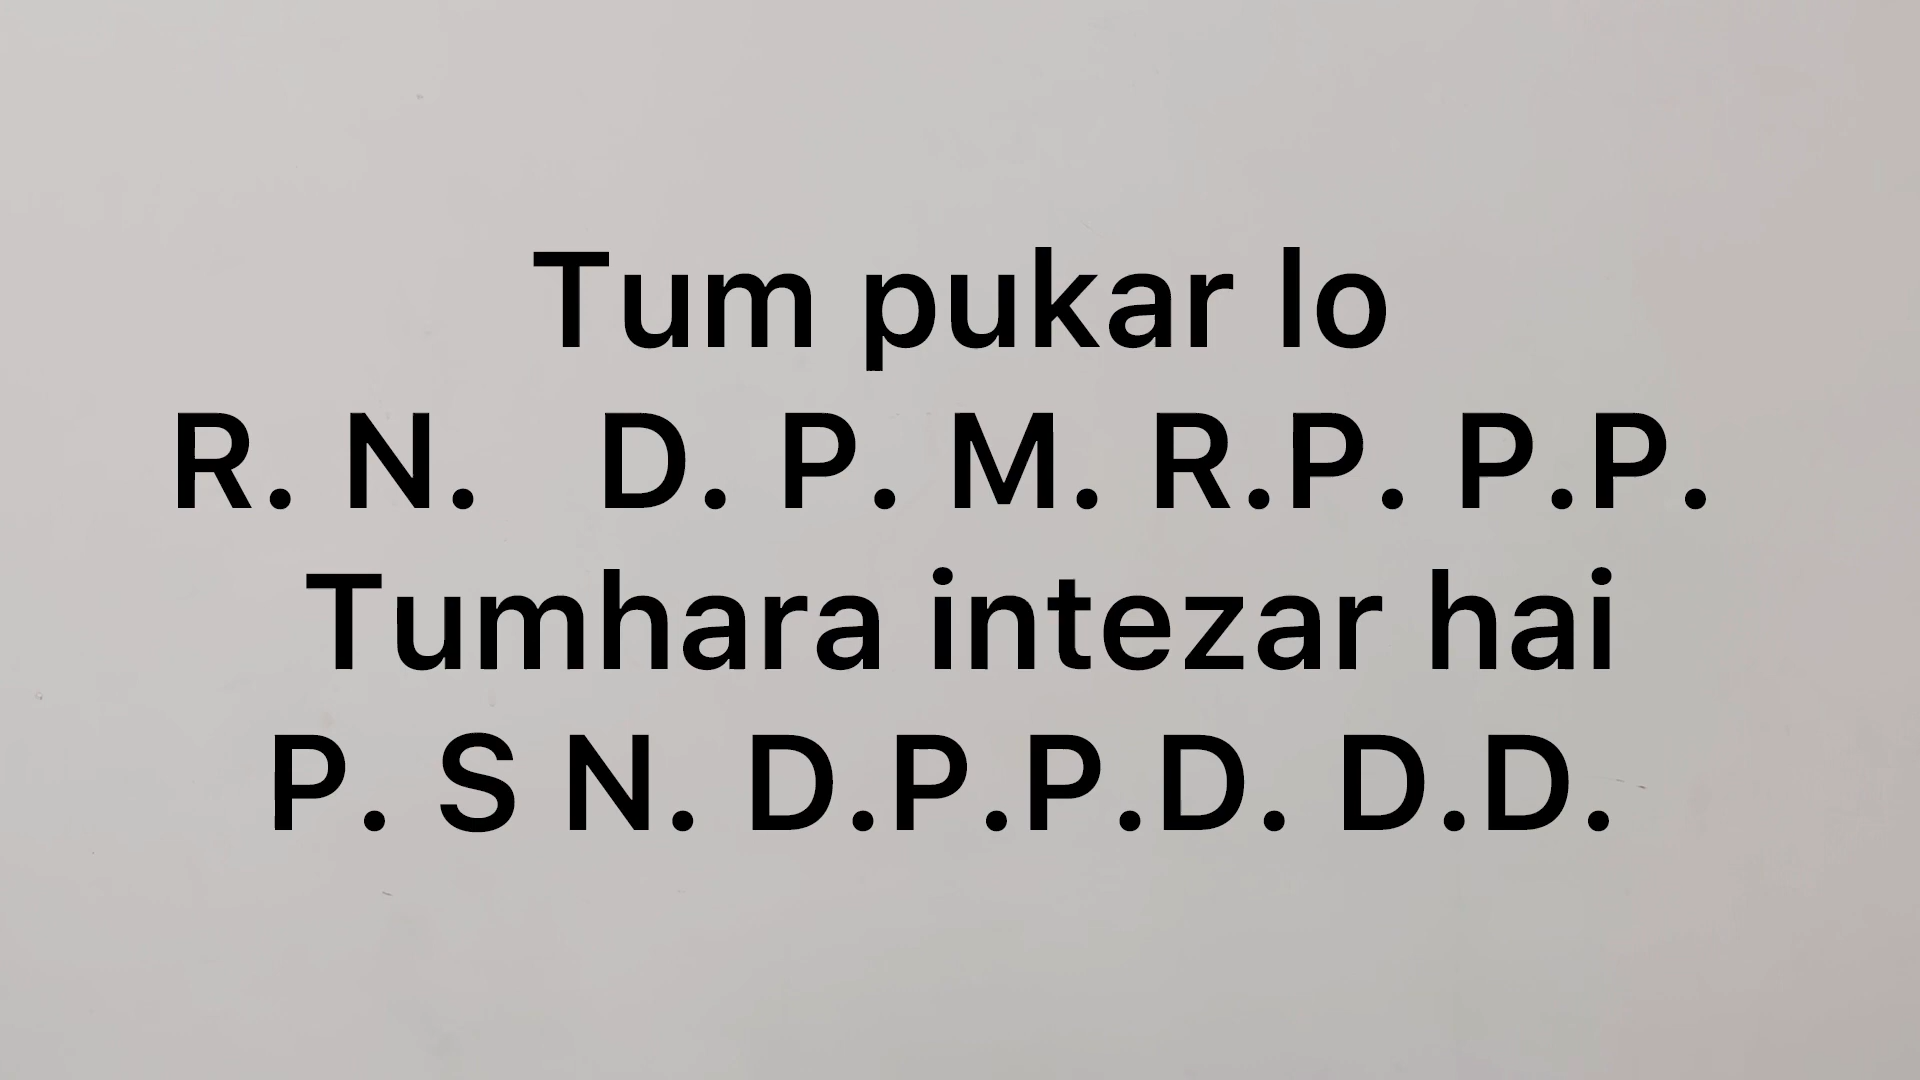 Tum pukar lo
R. N.   D. P. M. R.P. P.P.
Tumhara intezar hai
P. S N. D.P.P.D. D.D.